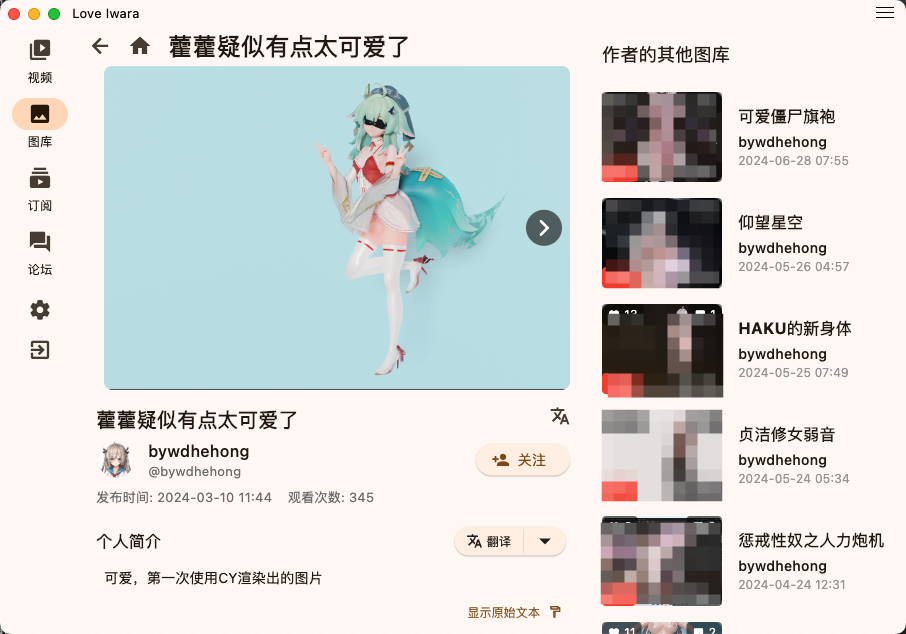 Love Iwara
视频
图库
订阅
论坛
藿藿疑似有点太可爱了
藿藿疑似有点太可爱了
bywdhehong
@bywdhehong
关注
发布时间: 2024-03-10 11:44 观看次数: 345
个人简介
翻译
可爱，第一次使用CY渲染出的图片
显示原始文本
作者的其他图库
可爱僵尸旗袍
bywdhehong
2024-06-28 07:55
仰望星空
bywdhehong
2024-05-26 04:57
HAKU的新身体
bywdhehong
2024-05-25 07:49
贞洁修女弱音
bywdhehong
2024-05-24 05:34
惩戒性奴之人力炮机
bywdhehong
2024-04-24 12:31
11 2